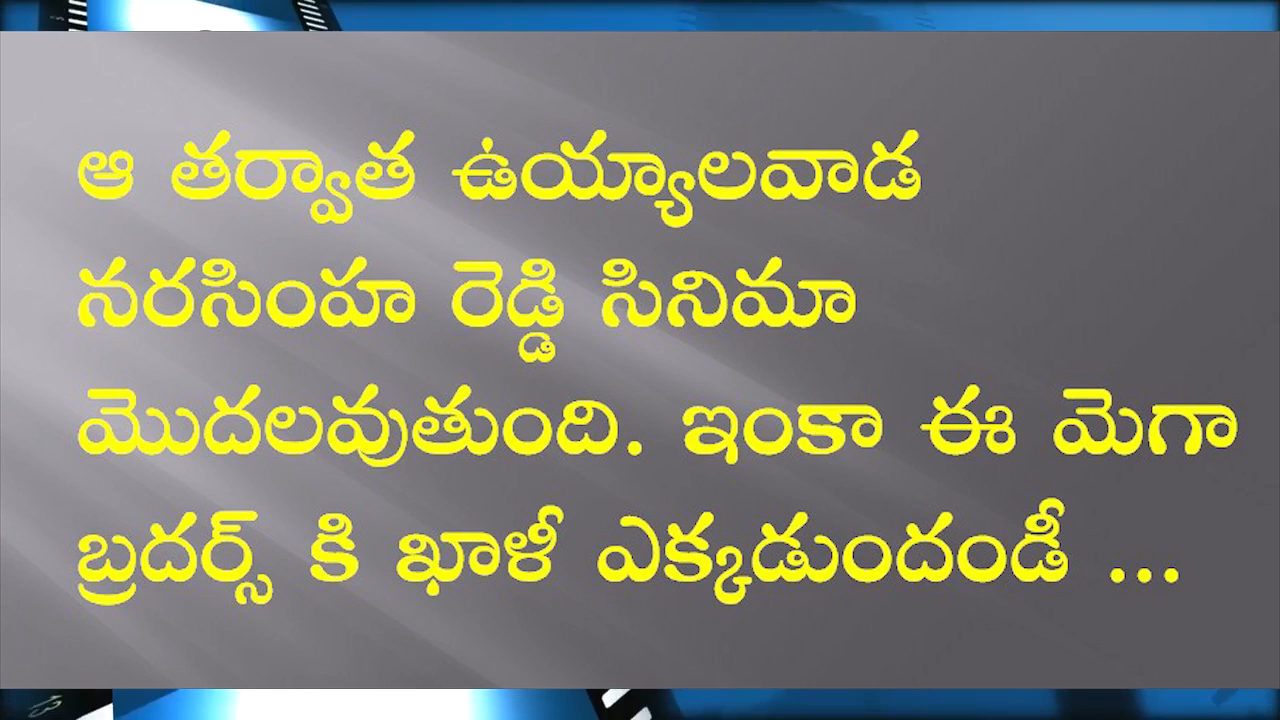 ఆ తర్వాత ఉయ్యాలవాడ
నరసింహ రెడ్డి సినిమా
మొదలవుతుంది. ఇంకా ఈ మెగా
బ్రదర్స్ కి ఖాళీ ఎక్కడుందండీ ...